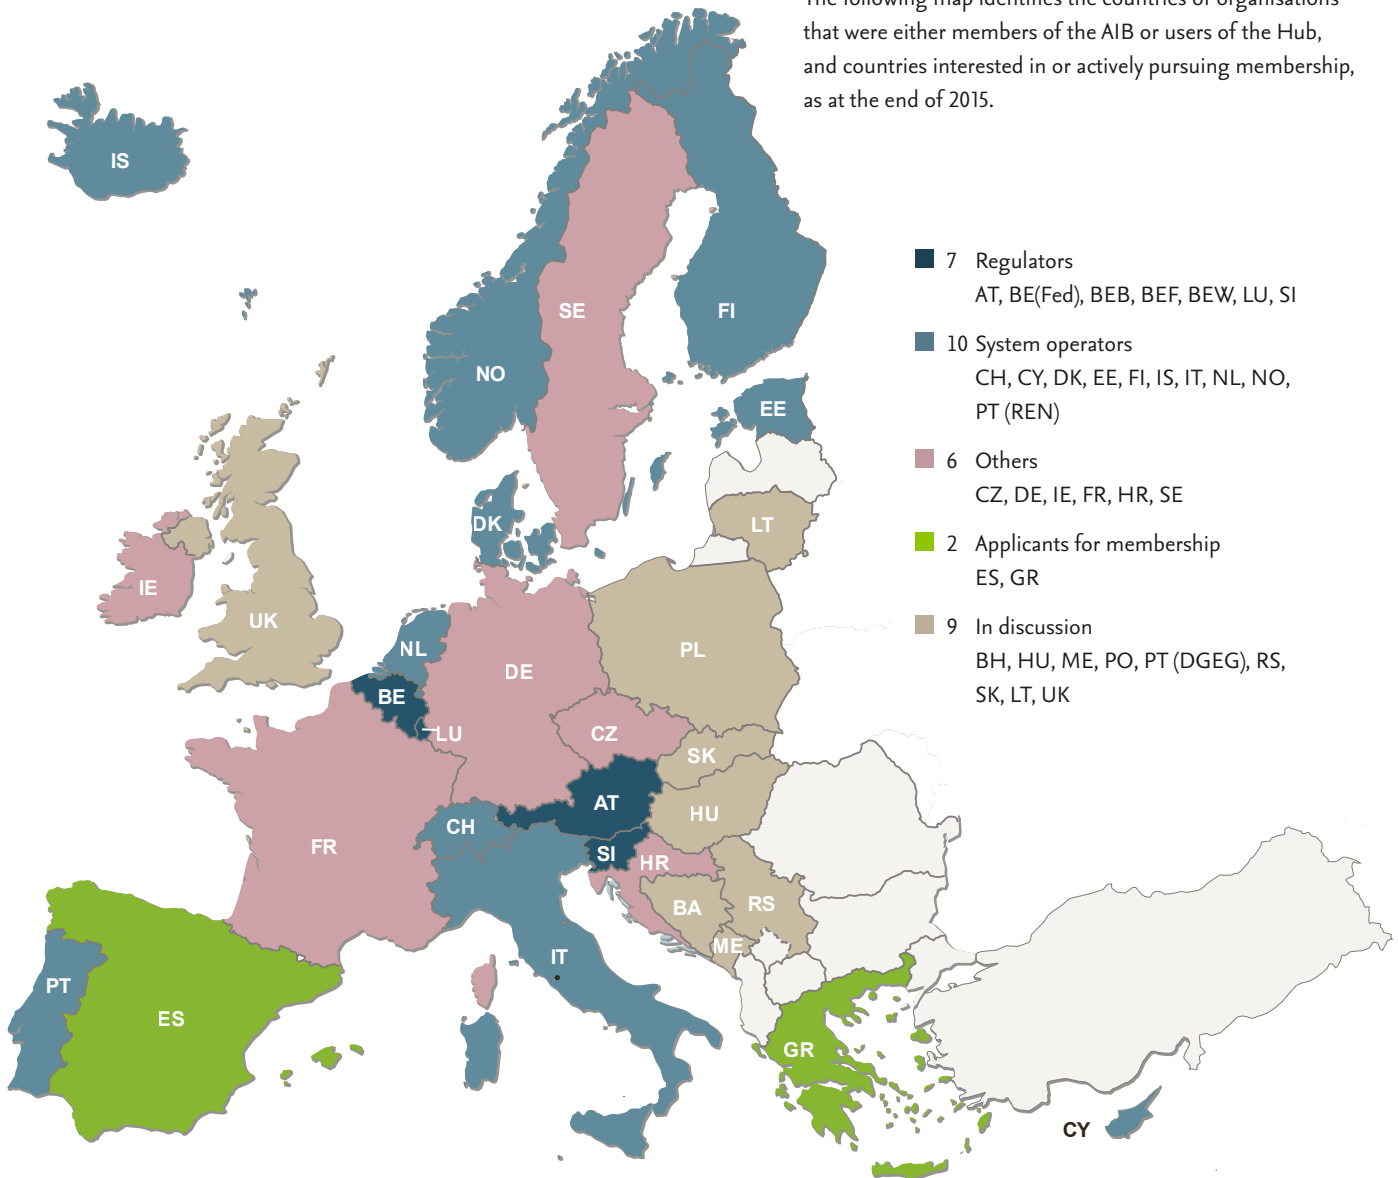 The following map identifies the countries of organisations
that were either members of the AIB or users of the Hub,
and countries interested in or actively pursuing membership,
as at the end of 2015.
IS
7 Regulators
AT, BE(Fed), BEB, BEF, BEW, LU, SI
SE
FI
10 System operators
NO
CH, CY, DK, EE, FI, IS, IT, NL, NO,
EE
PT (REN)
6 Others
CZ, DE, IE, FR, HR, SE
DK
LT
2 Applicants for membership
ES, GR
IE
UK
9 In discussion
NL
PL
BH, HU, ME, PO, PT (DGEG), RS,
DE
SK, LT, UK
BE
LU
CZ
SK
AT
HU
CH
FR
SI
HR
BA
RS
ME
IT
PT
ES
GR
CY